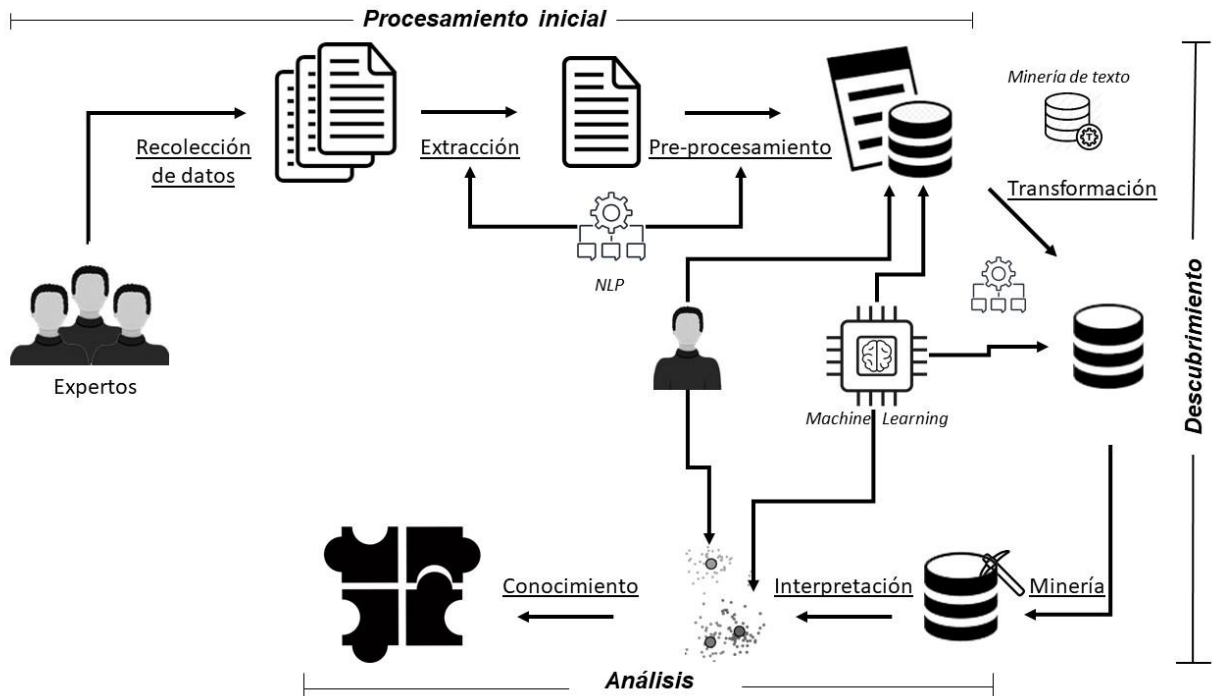 Procesamiento inicial
Minería de texto
Recolección
de datos
Extracción
Pre-procesamiento
Transformación
NLP
Expertos
Machine Learning
Descubrimiento
Conocimiento
Interpretación
Minería
Análisis